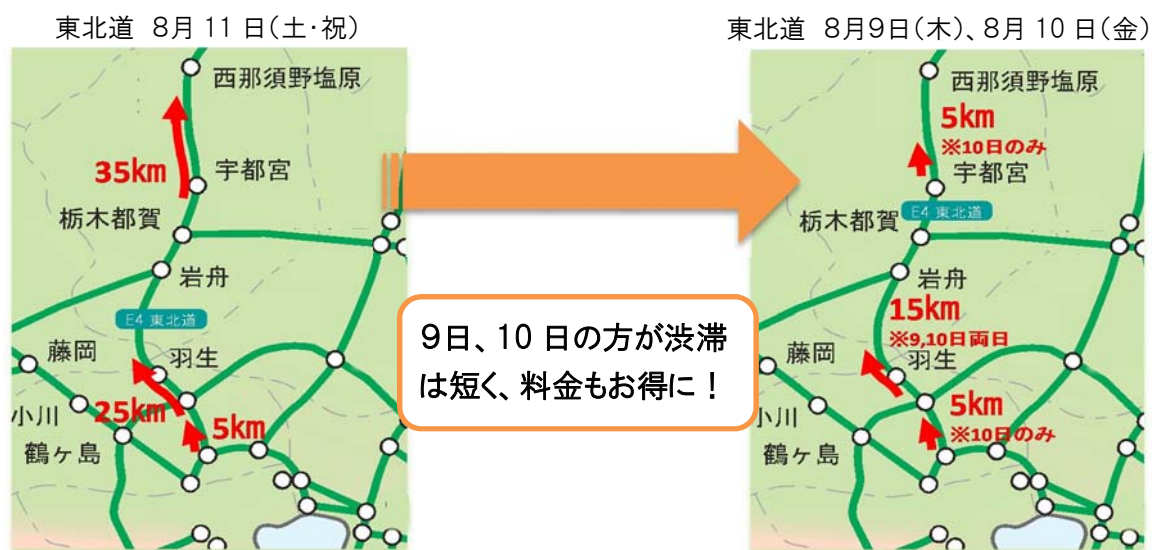 東北道 8月 11 日(土・祝)
西那須野塩原
35km
宇都宮
栃木都賀
岩舟
E4 東北道
藤岡
羽生
25km
小川
5km
鶴ヶ島
9日、10 日の方が渋滞
は短く、料金もお得に!
東北道 8月9日(木)、8月 10 日(金)
西那須野塩原
5km
※10日のみ
宇都宮
E4 東北道
栃木都賀
岩舟
15km
※9,10日両日
藤岡
羽生
5km
小川
※10日のみ
鶴ヶ島